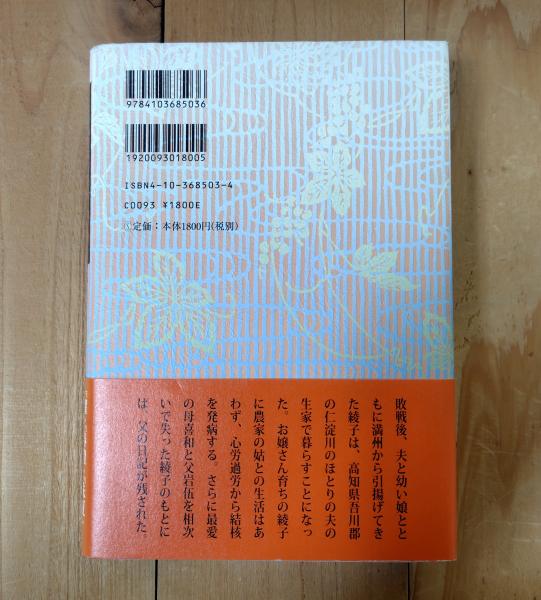 9784103685036
1920093018005
ISBN4-10-368503-4
C0093 ¥1800E
定価：本体1800円(税別)
敗戦後、夫と幼い娘とと
もに満州から引揚げてき
た綾子は、高知県吾川郡
の仁淀川のほとりの夫の
生家で暮らすことになっ
た。お嬢さん育ちの綾子
に農家の姑との生活はあ
わず、心労過労から結核
を発病する。さらに最愛
の母喜和と父岩伍を相次
いで失った綾子のもとに
は、父の日記が残された